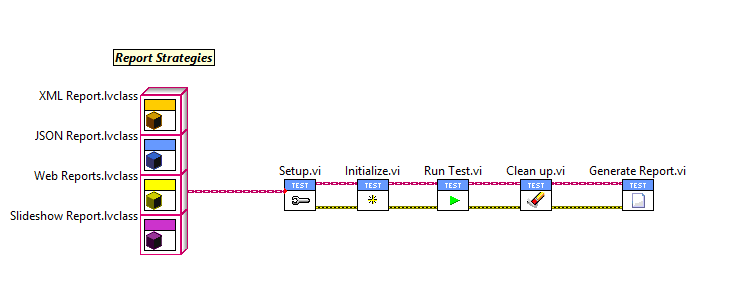 Report Strategies
XML Report.lvclass
JSON Report.lvclass
Web Reports.lvclass
Slideshow Report.lvclass
Setup.vi Initialize.vi Run Test.vi Clean up.vi Generate Report.vi
TEST TEST TEST TEST TEST